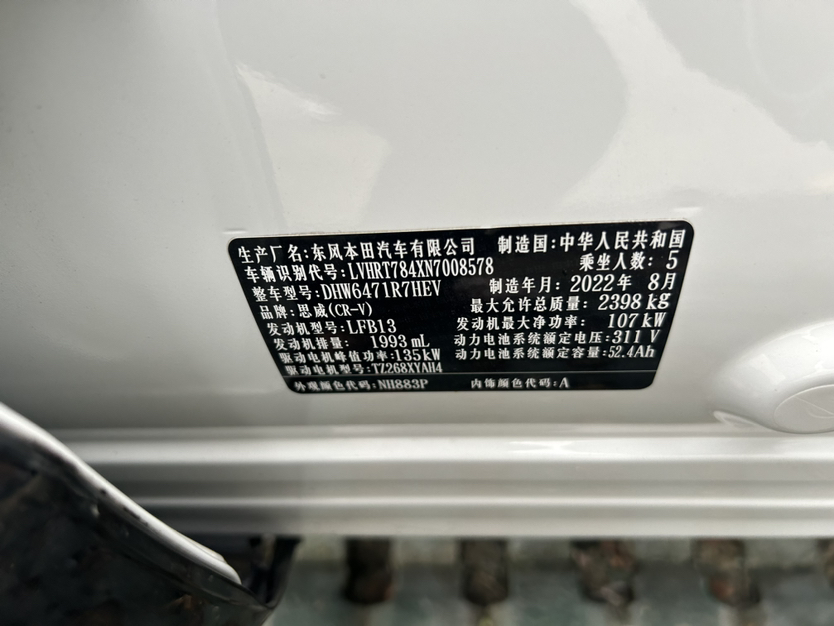 生产厂名:东风本田汽车有限公司 制造国:中华人民共和国
车辆识别代号:LVHRT784XN7008578 乘坐人数: 5
整车型号:DHW6471R7HEV 制造年月: 2022年 8月
品牌:思威(CR-V) 最大允许总质量: 2398 kg
发动机型号:LFB13 发动机最大净功率: 107 kW
发动机排量: 1993 mL 动力电池系统额定电压:311 V
驱动电机峰值功率:135kW 动力电池系统额定容量:52.4Ah
驱动电机型号:TZ268XYAH4
外观颜色代码:NH883P 内饰颜色代码:A